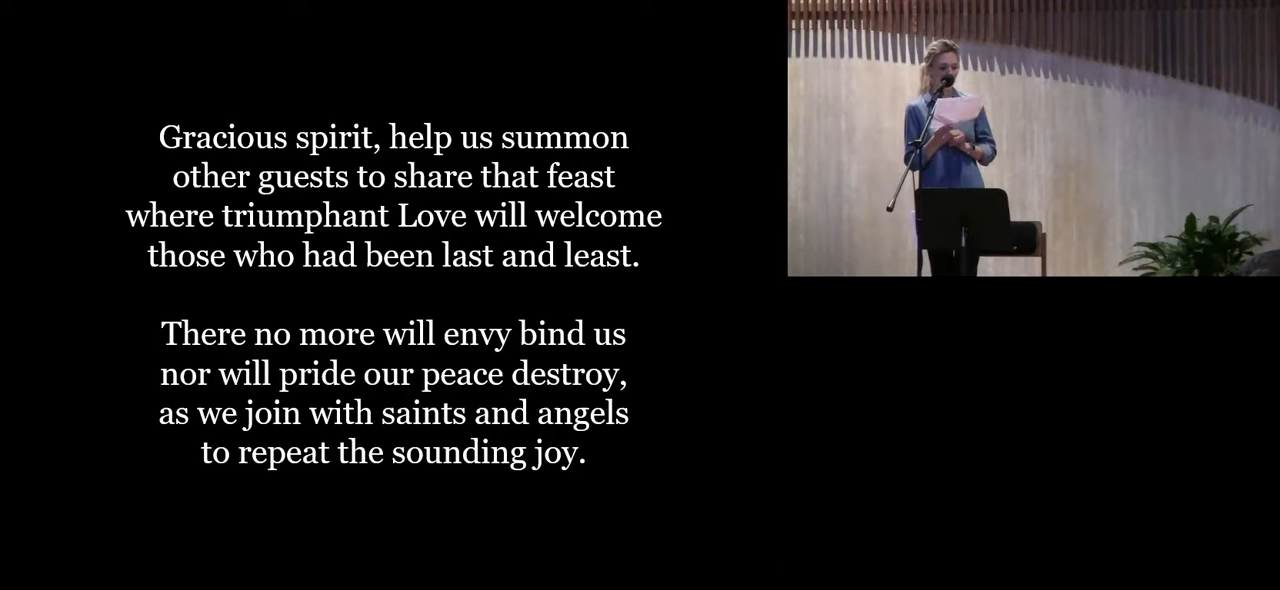 Gracious spirit, help us summon
other guests to share that feast
where triumphant Love will welcome
those who had been last and least.
There no more will envy bind us
nor will pride our peace destroy,
as we join with saints and angels
to repeat the sounding joy.